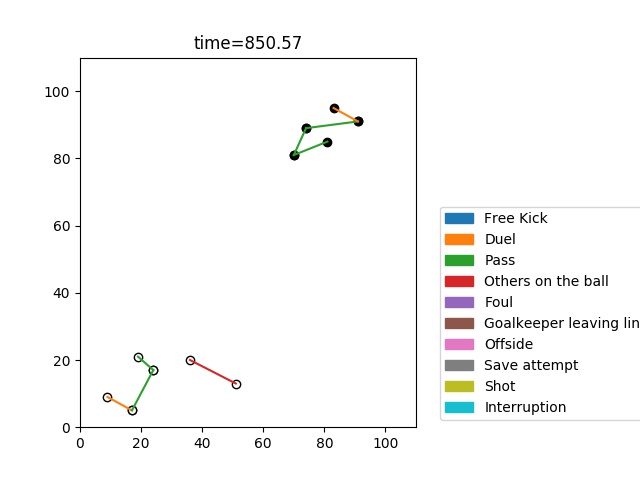 time=850.57
100
80
60
40
20
0
0 20 40 60 80 100
Free Kick
Duel
Pass
Others on the ball
Foul
Goalkeeper leaving lin
Offside
Save attempt
Shot
Interruption